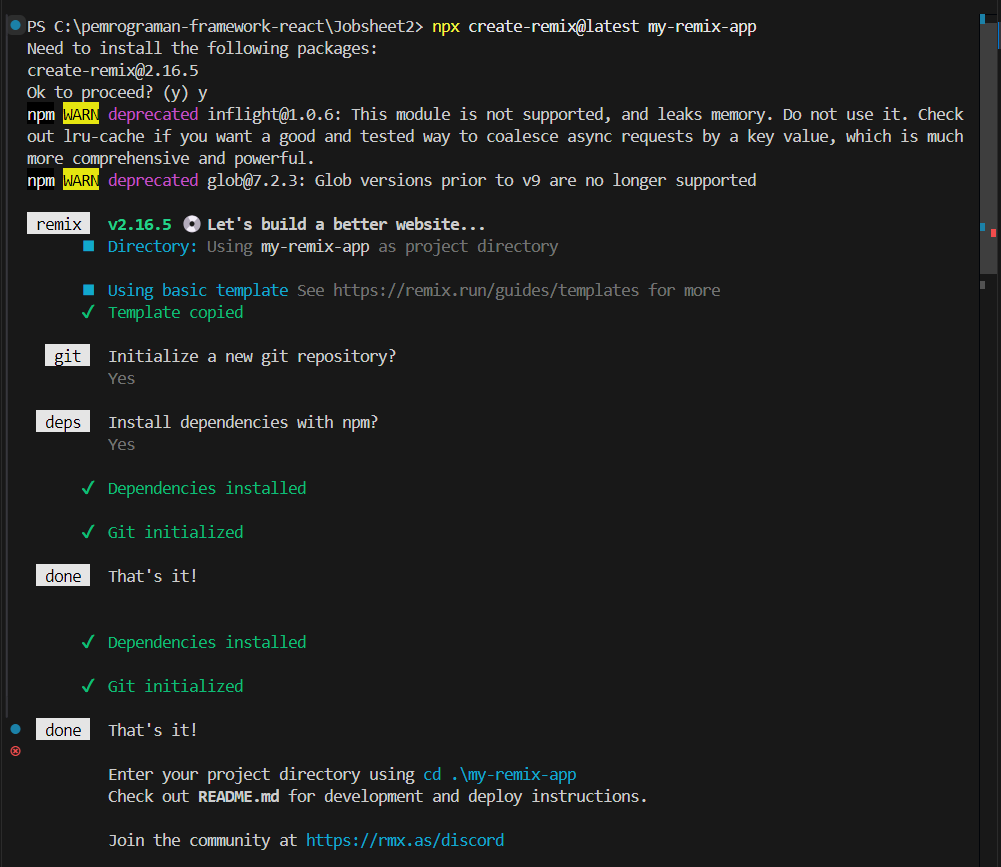 PS C:\pemrograman-framework-react\Jobsheet2> npx create-remix@latest my-remix-app
Need to install the following packages:
create-remix@2.16.5
Ok to proceed? (y) y
npm WARN deprecated inflight@1.0.6: This module is not supported, and leaks memory. Do not use it. Check
out lru-cache if you want a good and tested way to coalesce async requests by a key value, which is much
more comprehensive and powerful.
npm WARN deprecated glob@7.2.3: Glob versions prior to v9 are no longer supported
remix v2.16.5 💿 Let's build a better website...
■ Directory: Using my-remix-app as project directory
■ Using basic template See https://remix.run/guides/templates for more
✓ Template copied
git Initialize a new git repository?
Yes
deps Install dependencies with npm?
Yes
✓ Dependencies installed
✓ Git initialized
done That's it!
✓ Dependencies installed
✓ Git initialized
done That's it!
Enter your project directory using cd .\my-remix-app
Check out README.md for development and deploy instructions.
Join the community at https://rmx.as/discord